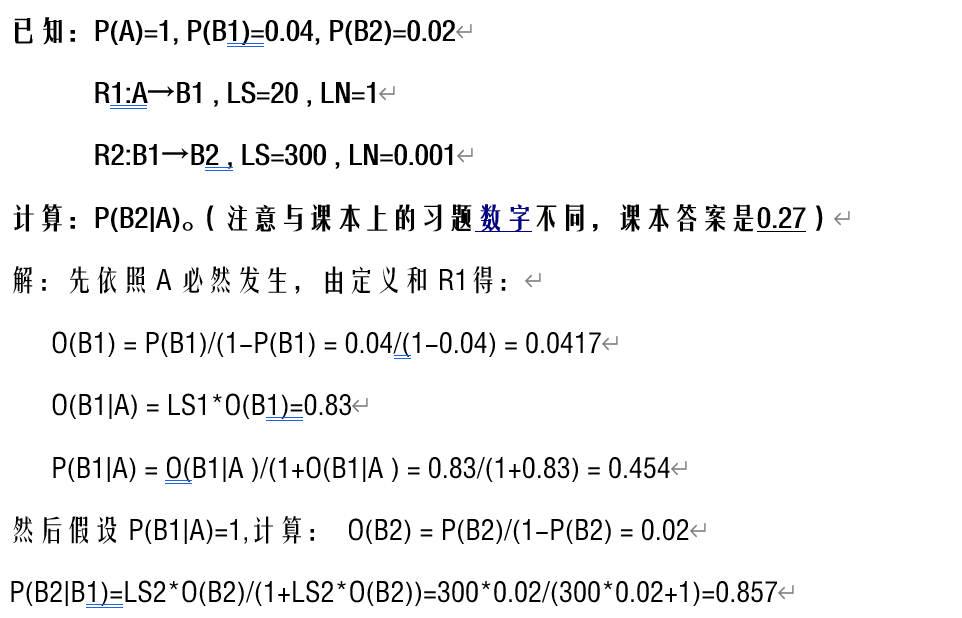 已知：P(A)=1, P(B1)=0.04, P(B2)=0.02↵
R1:A→B1 , LS=20 , LN=1↵
R2:B1→B2 , LS=300 , LN=0.001↵
计算：P(B2|A)。( 注意与课本上的习题数字不同，课本答案是0.27 )↵
解：先依照 A 必然发生，由定义和 R1得：↵
O(B1) = P(B1)/(1-P(B1) = 0.04/(1-0.04) = 0.0417↵
O(B1|A) = LS1*O(B1)=0.83↵
P(B1|A) = O(B1|A )/(1+O(B1|A ) = 0.83/(1+0.83) = 0.454↵
然后假设 P(B1|A)=1,计算： O(B2) = P(B2)/(1-P(B2) = 0.02↵
P(B2|B1)=LS2*O(B2)/(1+LS2*O(B2))=300*0.02/(300*0.02+1)=0.857↵